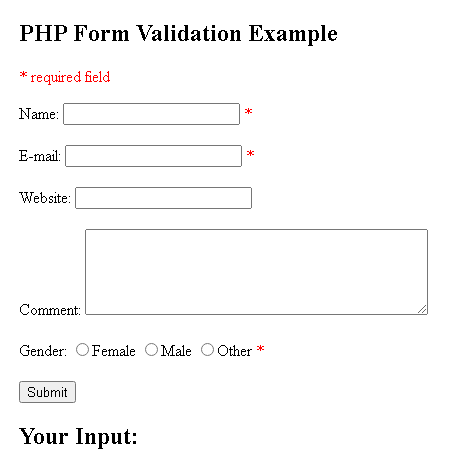 PHP Form Validation Example
* required field
Name: *
E-mail: *
Website:
Comment:
Gender: Female Male Other *
Submit
Your Input: